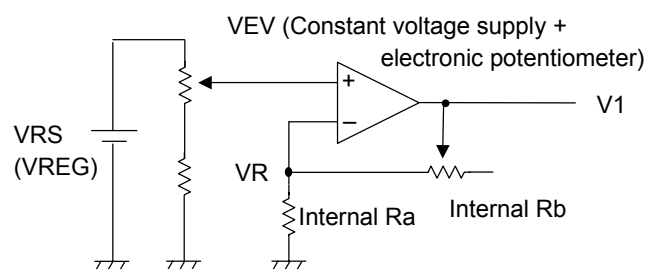 VEV (Constant voltage supply +
electronic potentiometer)
+
−
V1
VRS
(VREG)
VR
Internal Ra
Internal Rb